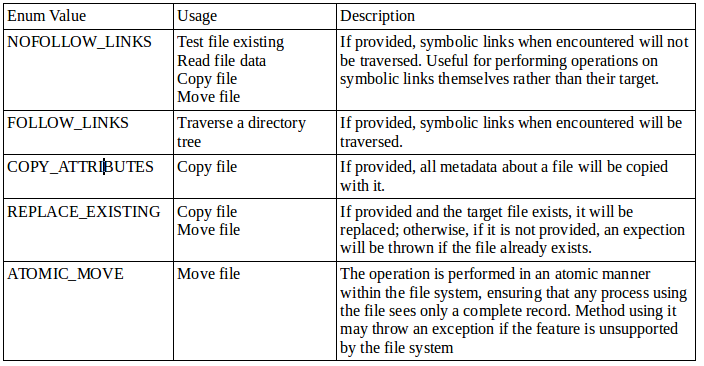 Enum Value Usage Description
NOFOLLOW_LINKS Test file existing If provided, symbolic links when encountered will not
Read file data be traversed. Useful for performing operations on
Copy file symbolic links themselves rather than their target.
Move file
FOLLOW_LINKS Traverse a directory If provided, symbolic links when encountered will be
tree traversed.
COPY_ATTRIBUTES Copy file If provided, all metadata about a file will be copied
with it.
REPLACE_EXISTING Copy file If provided and the target file exists, it will be
Move file replaced; otherwise, if it is not provided, an expection
will be thrown if the file already exists.
ATOMIC_MOVE Move file The operation is performed in an atomic manner
within the file system, ensuring that any process using
the file sees only a complete record. Method using it
may throw an exception if the feature is unsupported
by the file system